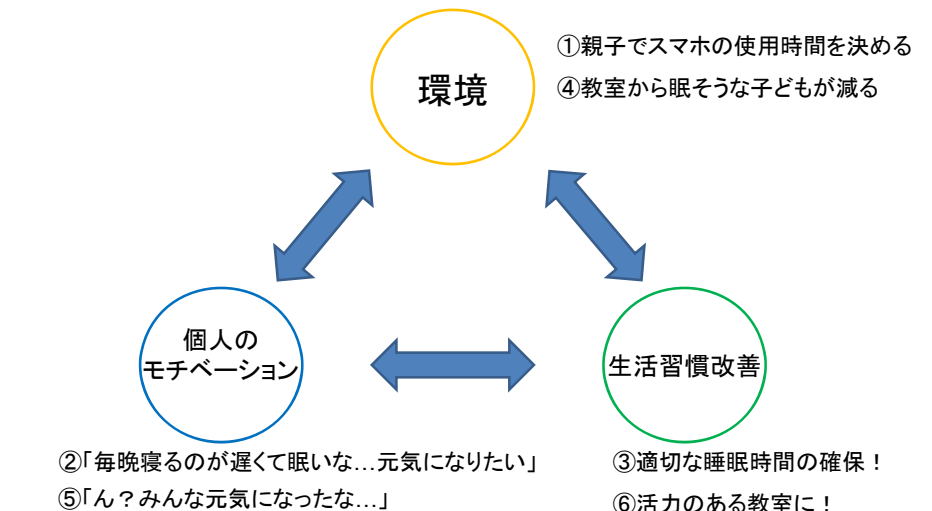 環境
①親子でスマホの使用時間を決める
④教室から眠そうな子どもが減る
個人の
モチベーション
生活習慣改善
②「毎晩寝るのが遅くて眠いな…元気になりたい」
⑤「ん？みんな元気になったな…」
③適切な睡眠時間の確保！
⑥活力のある教室に！